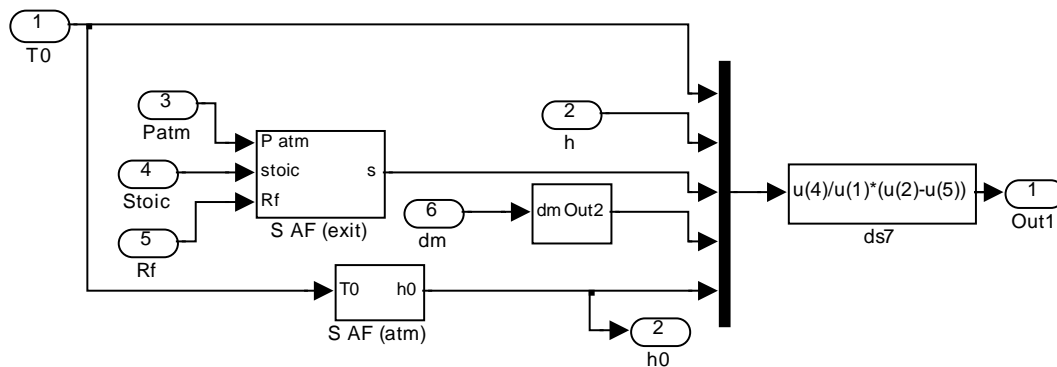 1
T0
3
Patm
4
Stoic
5
Rf
P atm
stoic
Rf
s
S AF (exit)
2
h
6
dm
dm Out2
T0
h0
S AF (atm)
2
h0
u(4)/u(1)*(u(2)-u(5))
ds7
1
Out1